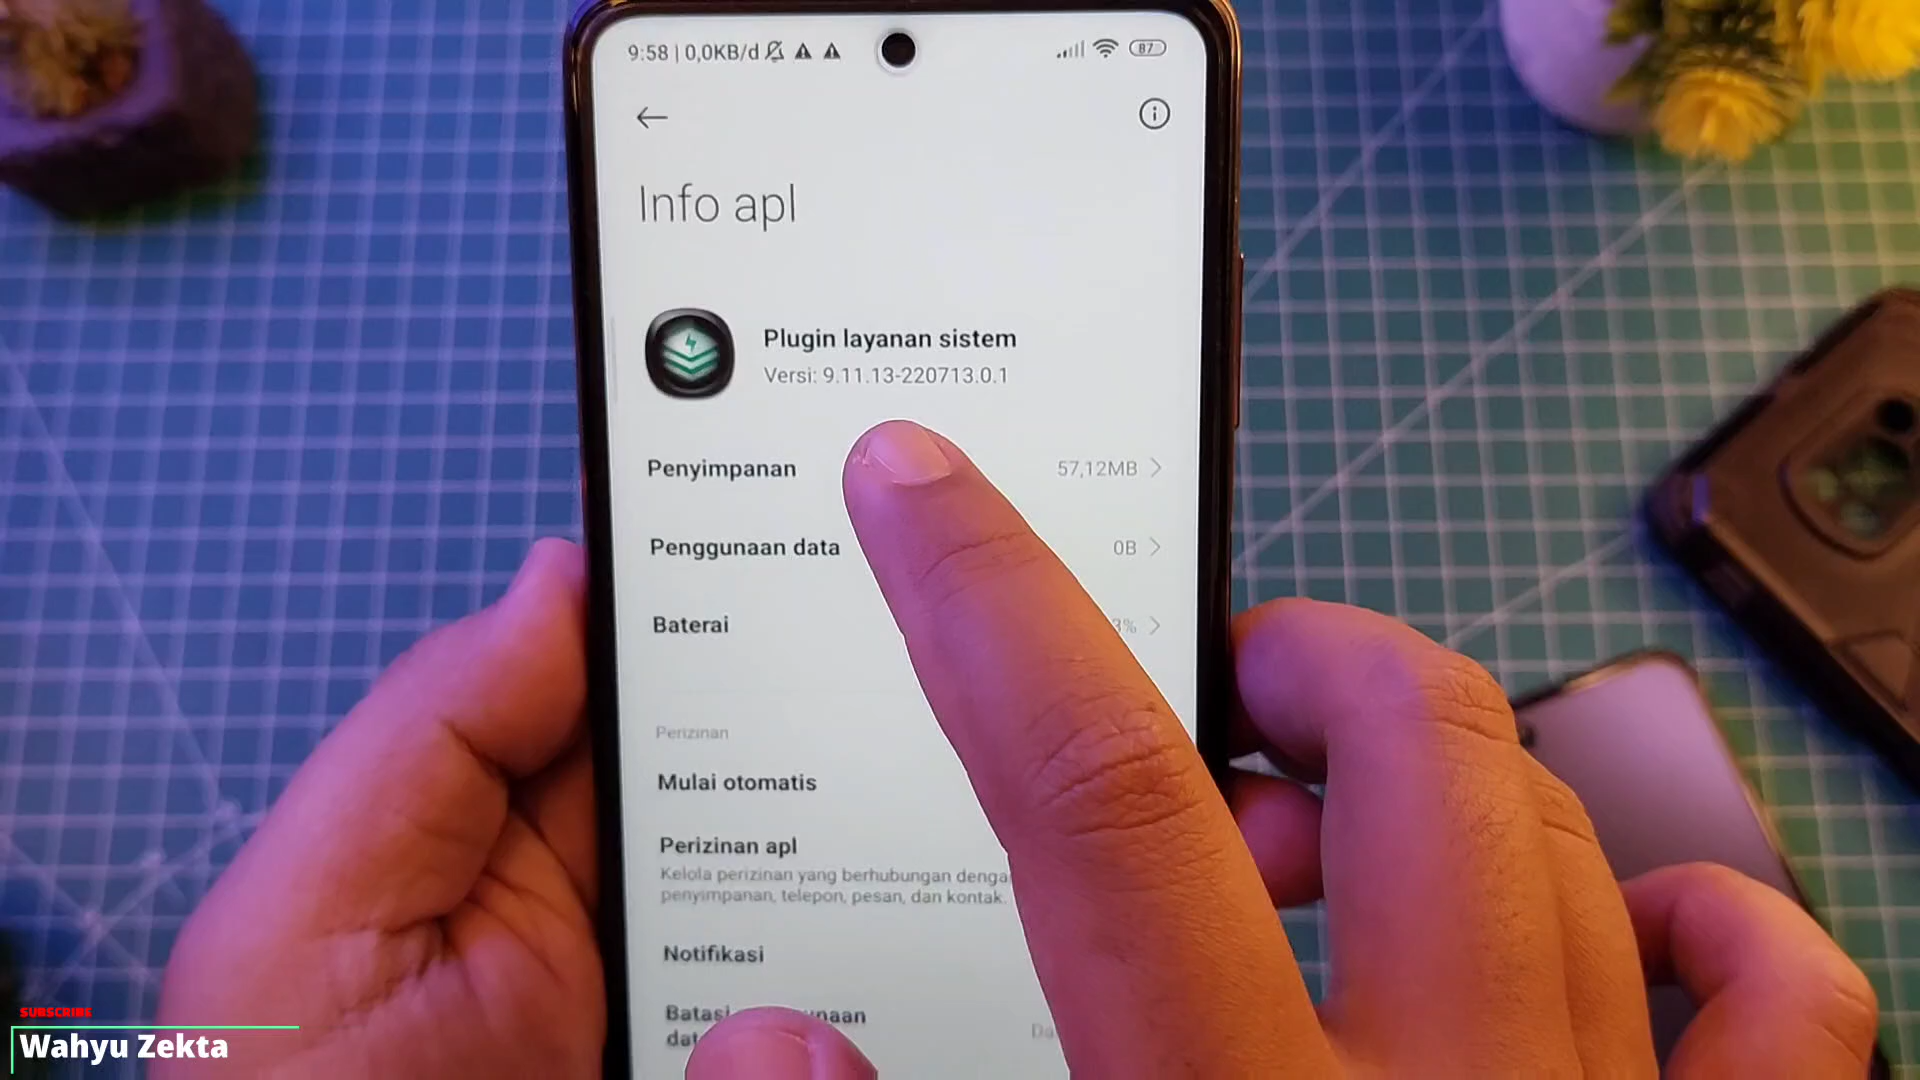 9:58 | 0,0KB/d
87
Info apl
Plugin layanan sistem
Versi: 9.11.13-220713.0.1
Penyimpanan 57,12MB
Penggunaan data 0B
Baterai 3%
Perizinan
Mulai otomatis
Perizinan apl
Kelola perizinan yang berhubungan
penyimpanan, telepon, pesan, dan kontak.
Notifikasi
SUBSCRIBE
Wahyu Zekta